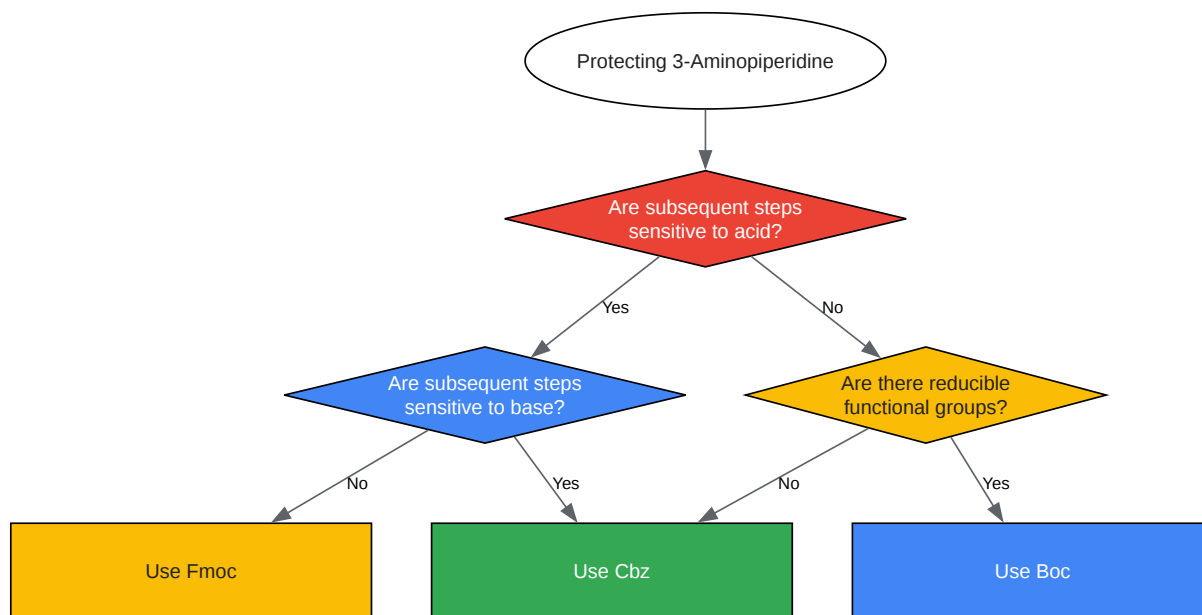 Protecting 3-Aminopiperidine
Are subsequent steps
sensitive to acid?
Yes
No
Are subsequent steps
sensitive to base?
Are there reducible
functional groups?
No
Yes
No
Yes
Use Fmoc
Use Cbz
Use Boc